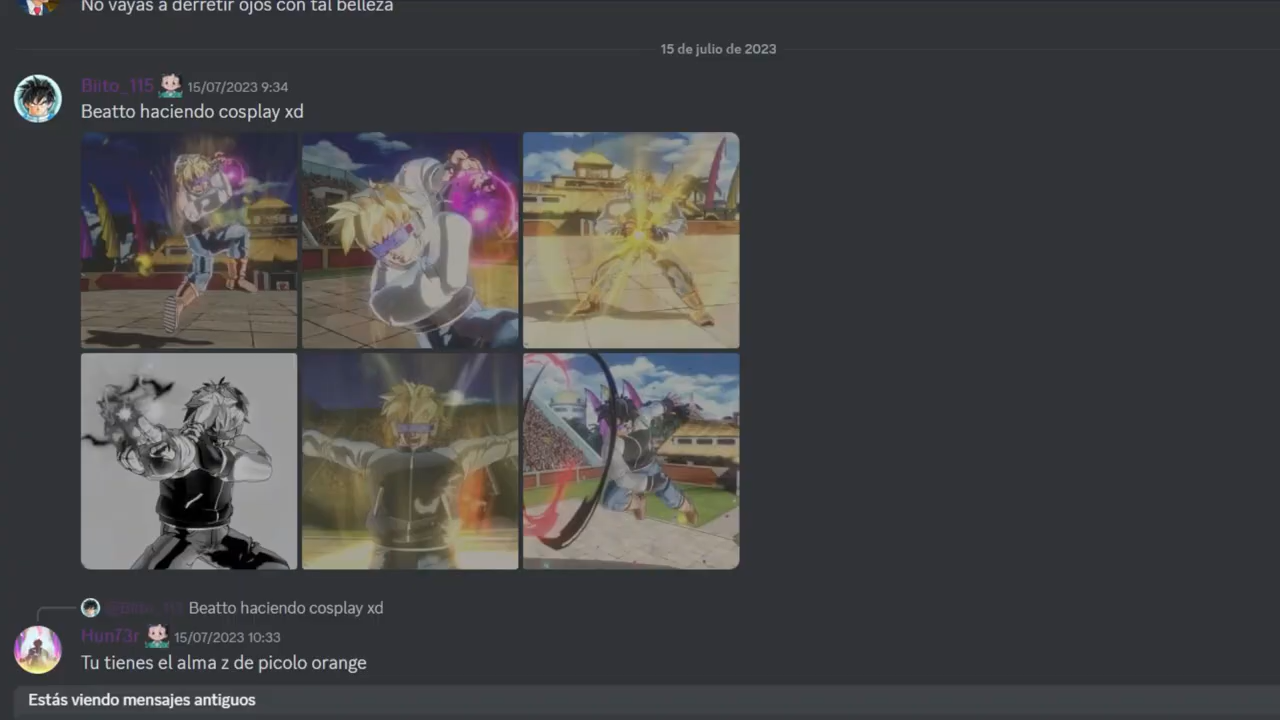 No vayas a derretir ojos con tal belleza
15 de julio de 2023
Biito_115 15/07/2023 9:34
Beatto haciendo cosplay xd
@Biito_115 Beatto haciendo cosplay xd
Hun73r 15/07/2023 10:33
Tu tienes el alma z de picolo orange
Estás viendo mensajes antiguos